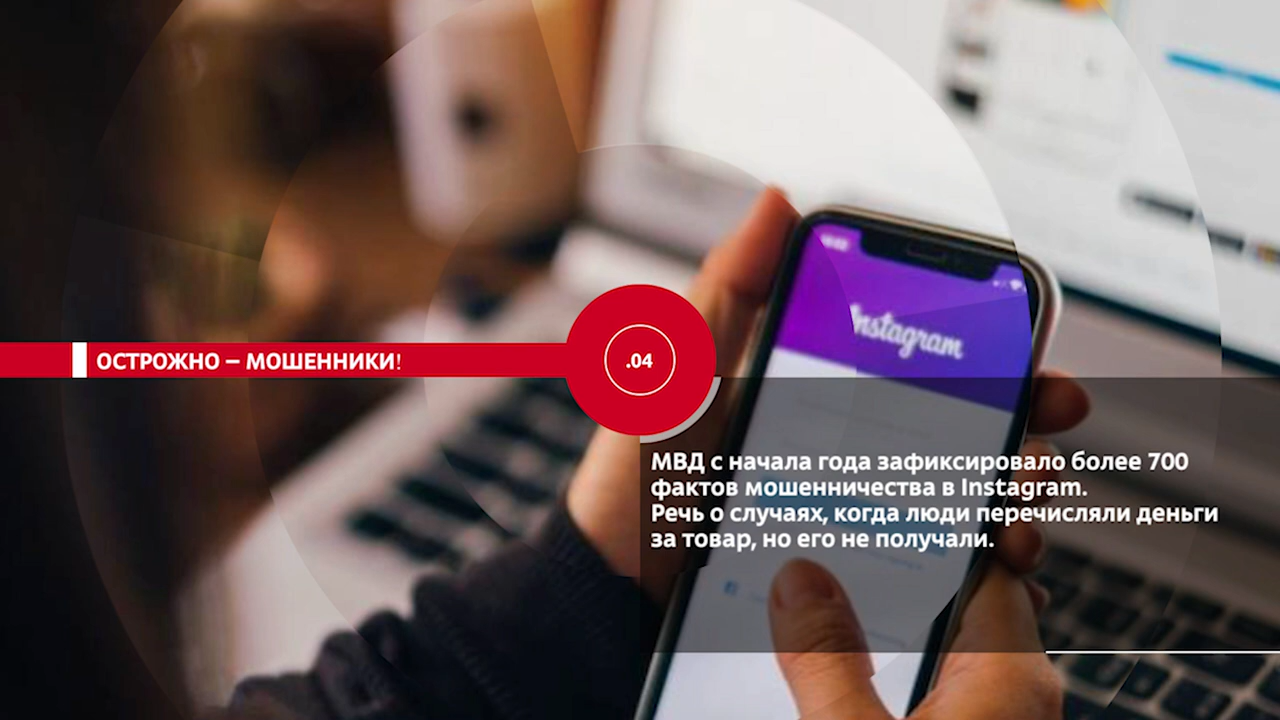 Instagram
ОСТРОЖНО – МОШЕННИКИ!
.04
МВД с начала года зафиксировало более 700
фактов мошенничества в Instagram.
Речь о случаях, когда люди перечисляли деньги
за товар, но его не получали.